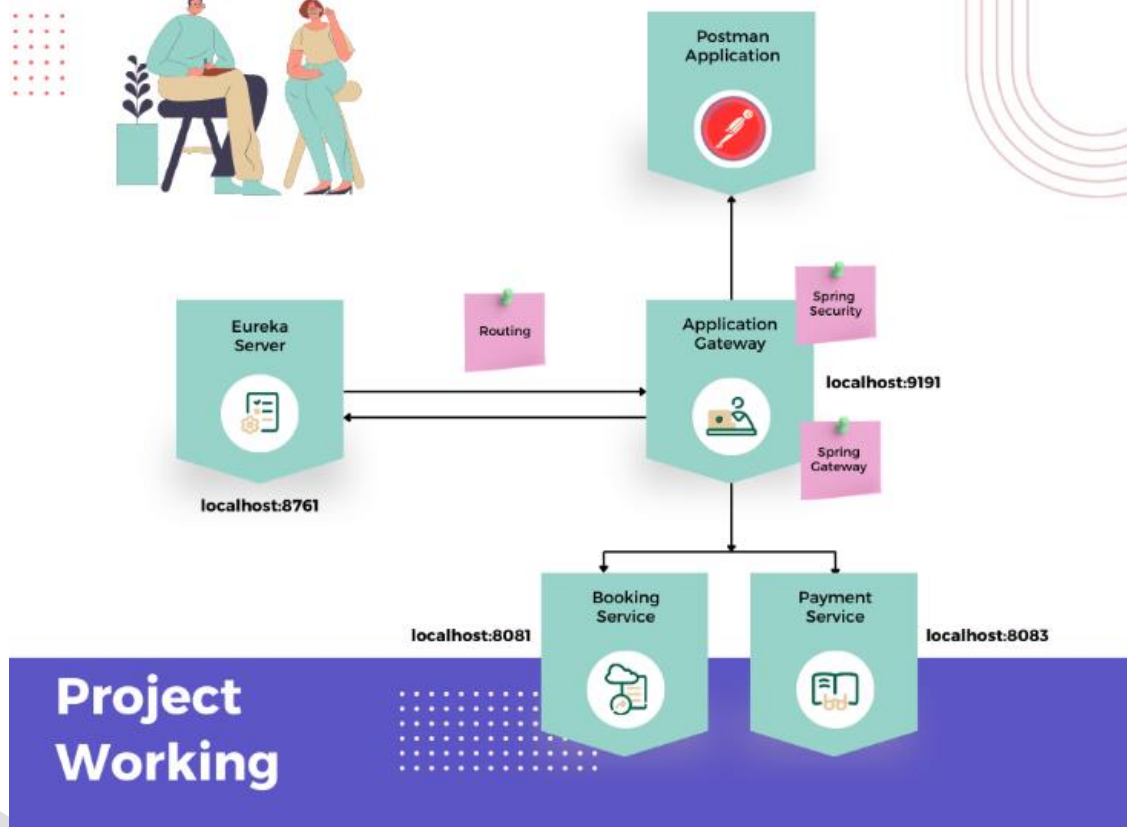 Postman
Application
Eureka
Server
Routing
Application
Gateway
Spring
Security
localhost:9191
Spring
Gateway
localhost:8761
Booking
Service
Payment
Service
localhost:8081
localhost:8083
Project
Working